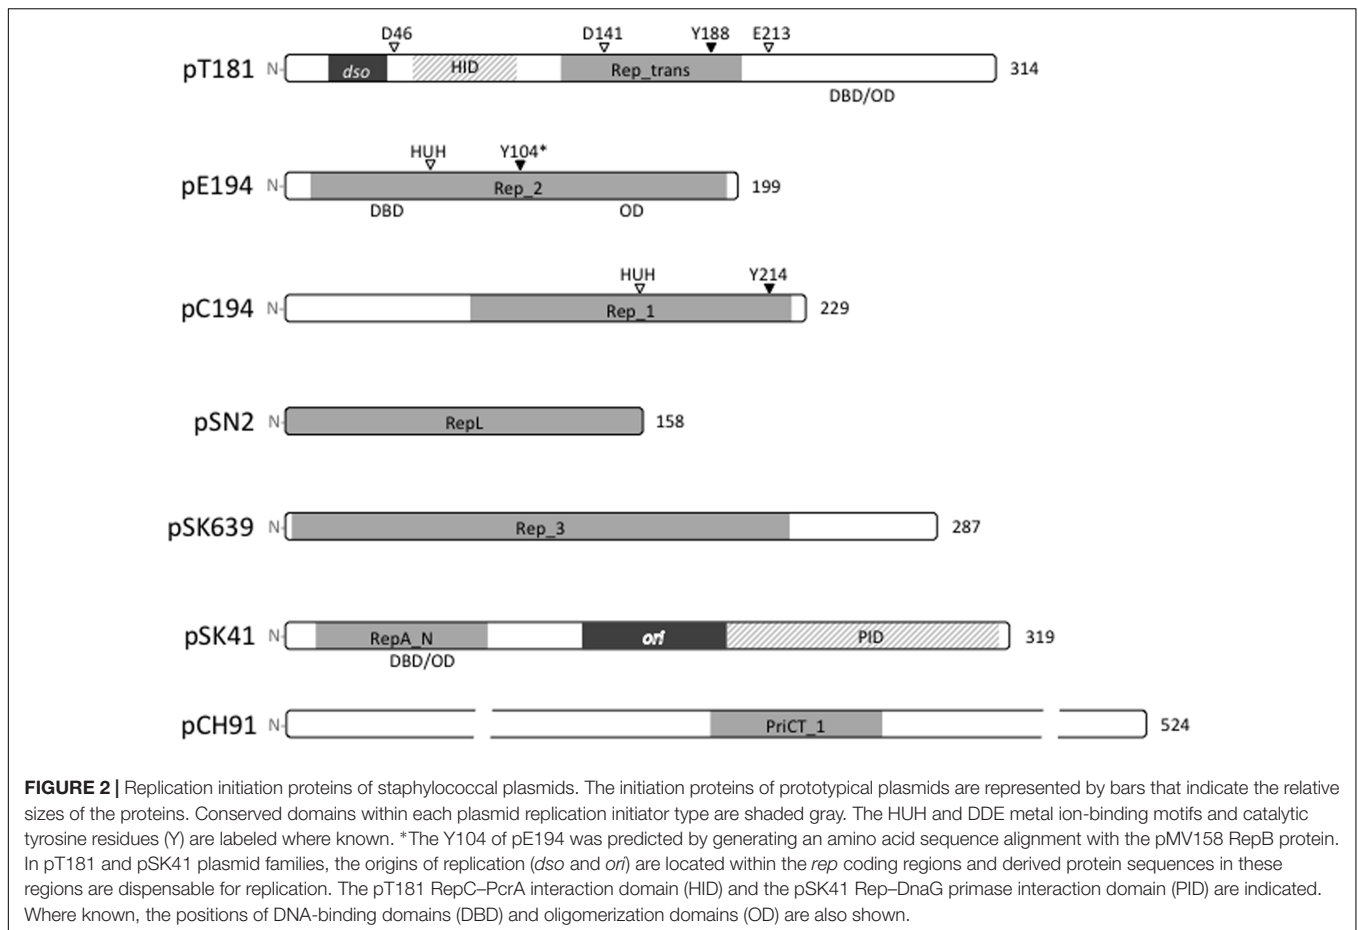 D46 D141 Y188 E213
pT181 N- dso HID Rep_trans 314
DBD/OD
HUH Y104*
pE194 N- Rep_2 199
DBD OD
HUH Y214
pC194 N- Rep_1 229
pSN2 N- RepL 158
pSK639 N- Rep_3 287
pSK41 N- RepA_N ori PID 319
DBD/OD
pCH91 N- PriCT_1 524
FIGURE 2 | Replication initiation proteins of staphylococcal plasmids. The initiation proteins of prototypical plasmids are represented by bars that indicate the relative
sizes of the proteins. Conserved domains within each plasmid replication initiator type are shaded gray. The HUH and DDE metal ion-binding motifs and catalytic
tyrosine residues (Y) are labeled where known. *The Y104 of pE194 was predicted by generating an amino acid sequence alignment with the pMV158 RepB protein.
In pT181 and pSK41 plasmid families, the origins of replication (dso and ori) are located within the rep coding regions and derived protein sequences in these
regions are dispensable for replication. The pT181 RepC–PcrA interaction domain (HID) and the pSK41 Rep–DnaG primase interaction domain (PID) are indicated.
Where known, the positions of DNA-binding domains (DBD) and oligomerization domains (OD) are also shown.